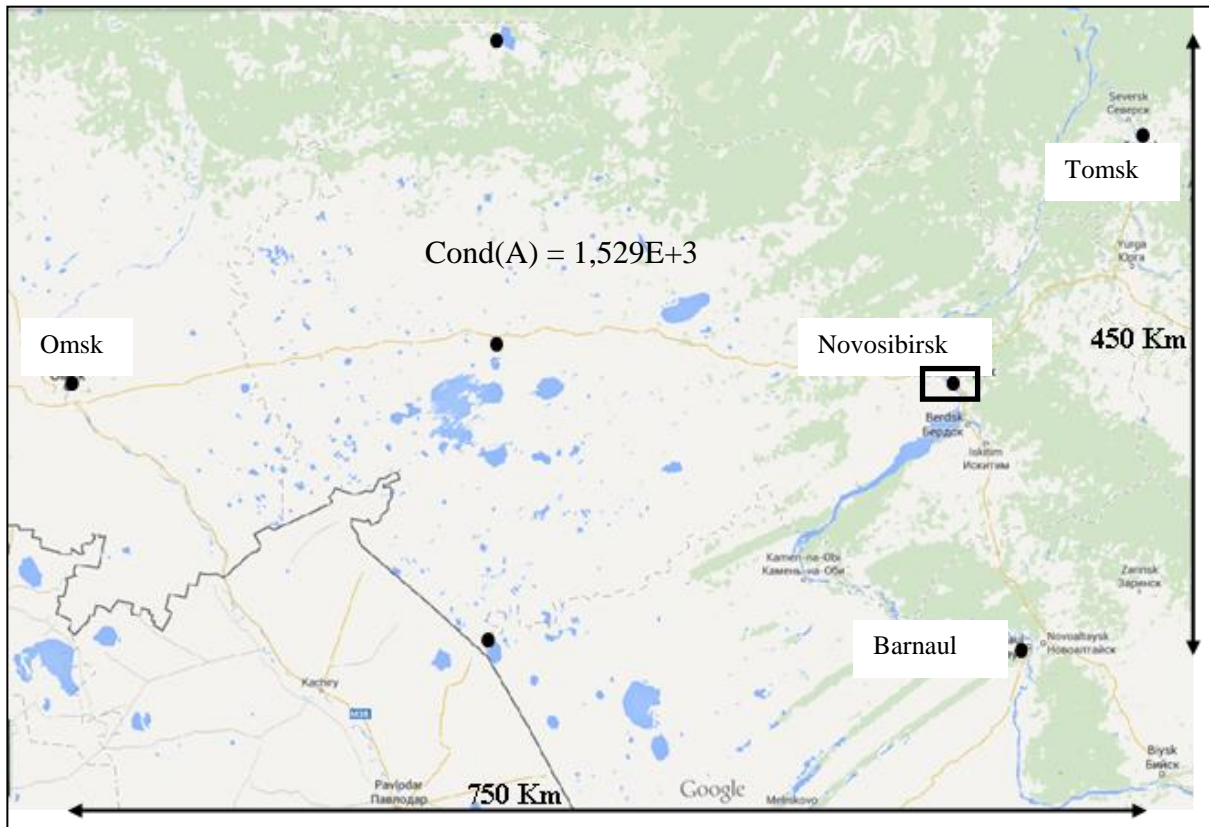 Seversk
Северск
Tomsk
Yurga
Юрга
Cond(A) = 1,529E+3
Omsk
Novosibirsk
450 Km
Berdsk
Бердск
Iskitim
Искитим
Kamen-na-Obi
Камень-на-Оби
Zarinsk
Заринск
Barnaul
Novoaltaysk
Новоалтайск
Kachiry
M38
Biysk
Бийск
Pavlodar
Павлодар
750 Km
Google
Melnikovo